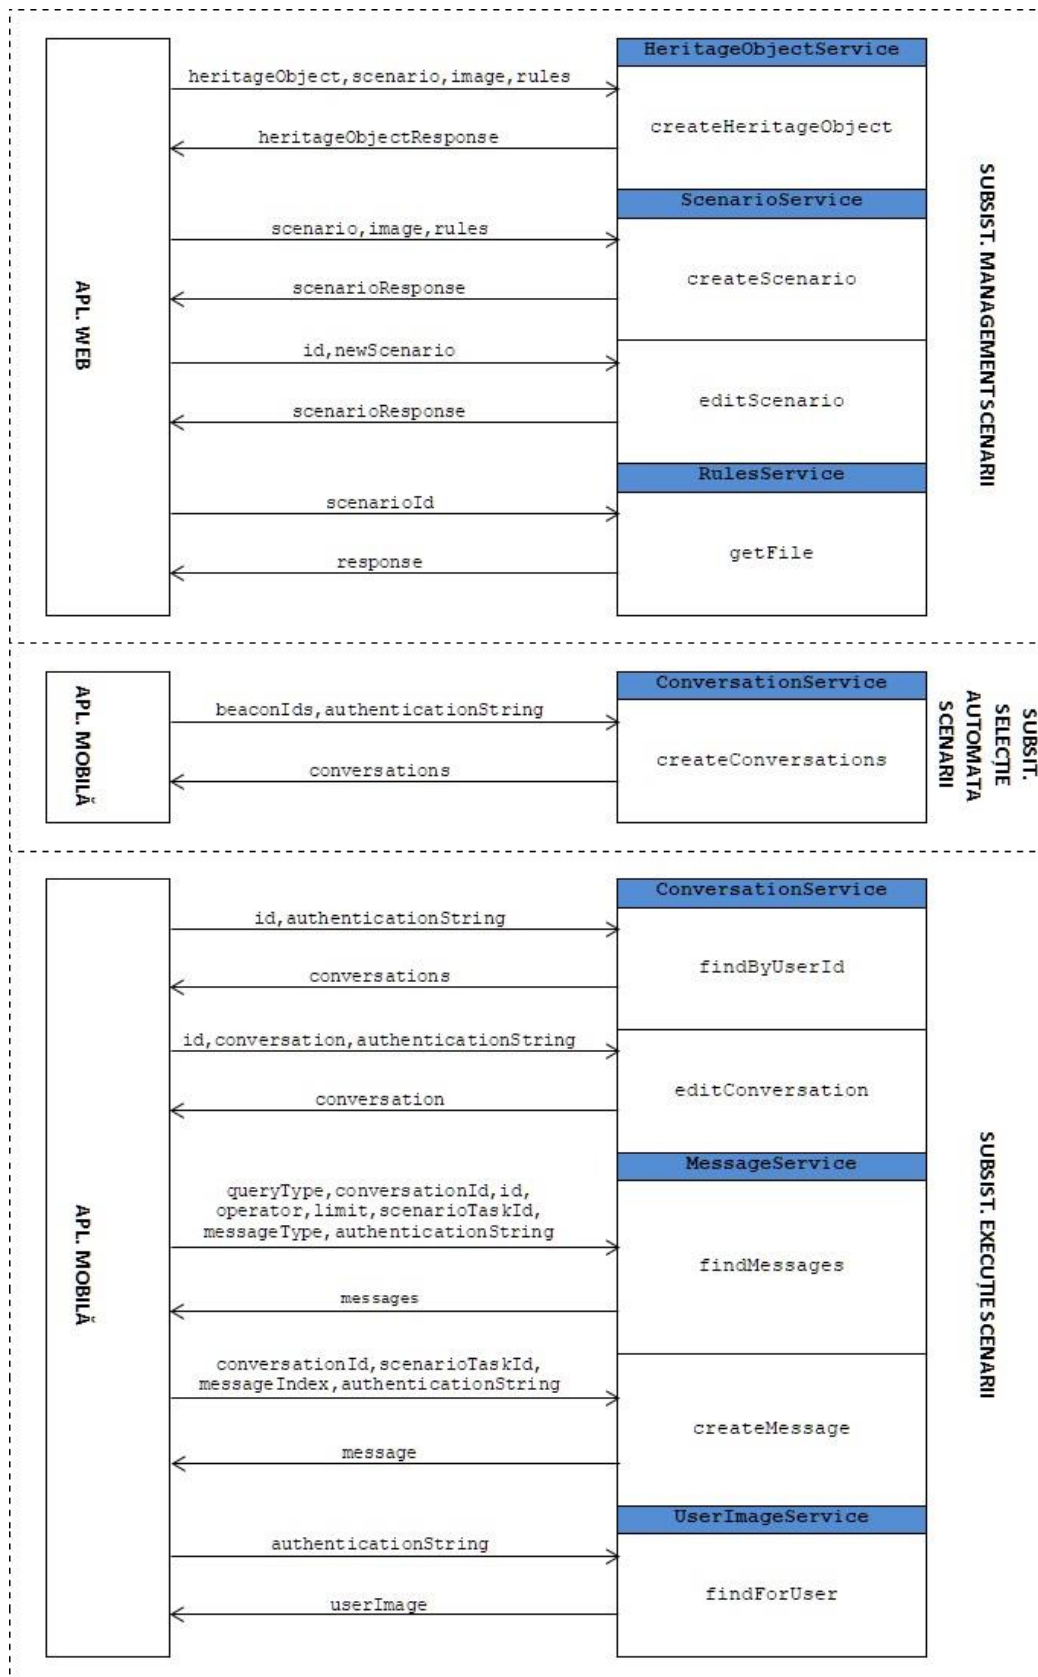 HeritageObjectService
heritageObject,scenario,image,rules
createHeritageObject
heritageObjectResponse
ScenarioService
scenario,image,rules
createScenario
scenarioResponse
id,newScenario
editScenario
scenarioResponse
RulesService
scenarioId
getFile
response
APL. WEB
SUBSIST. MANAGEMENT SCENARII
ConversationService
beaconIds,authenticationString
createConversations
conversations
APL. MOBILĂ
SUBSIT.
SELECȚIE
AUTOMATA
SCENARII
ConversationService
id,authenticationString
findByUserId
conversations
id,conversation,authenticationString
editConversation
conversation
MessageService
queryType,conversationId,id,
operator,limit,scenarioTaskId,
messageType,authenticationString
findMessages
messages
conversationId,scenarioTaskId,
messageIndex,authenticationString
createMessage
message
UserImageService
authenticationString
findForUser
userImage
APL. MOBILĂ
SUBSIST. EXECUȚIE SCENARII